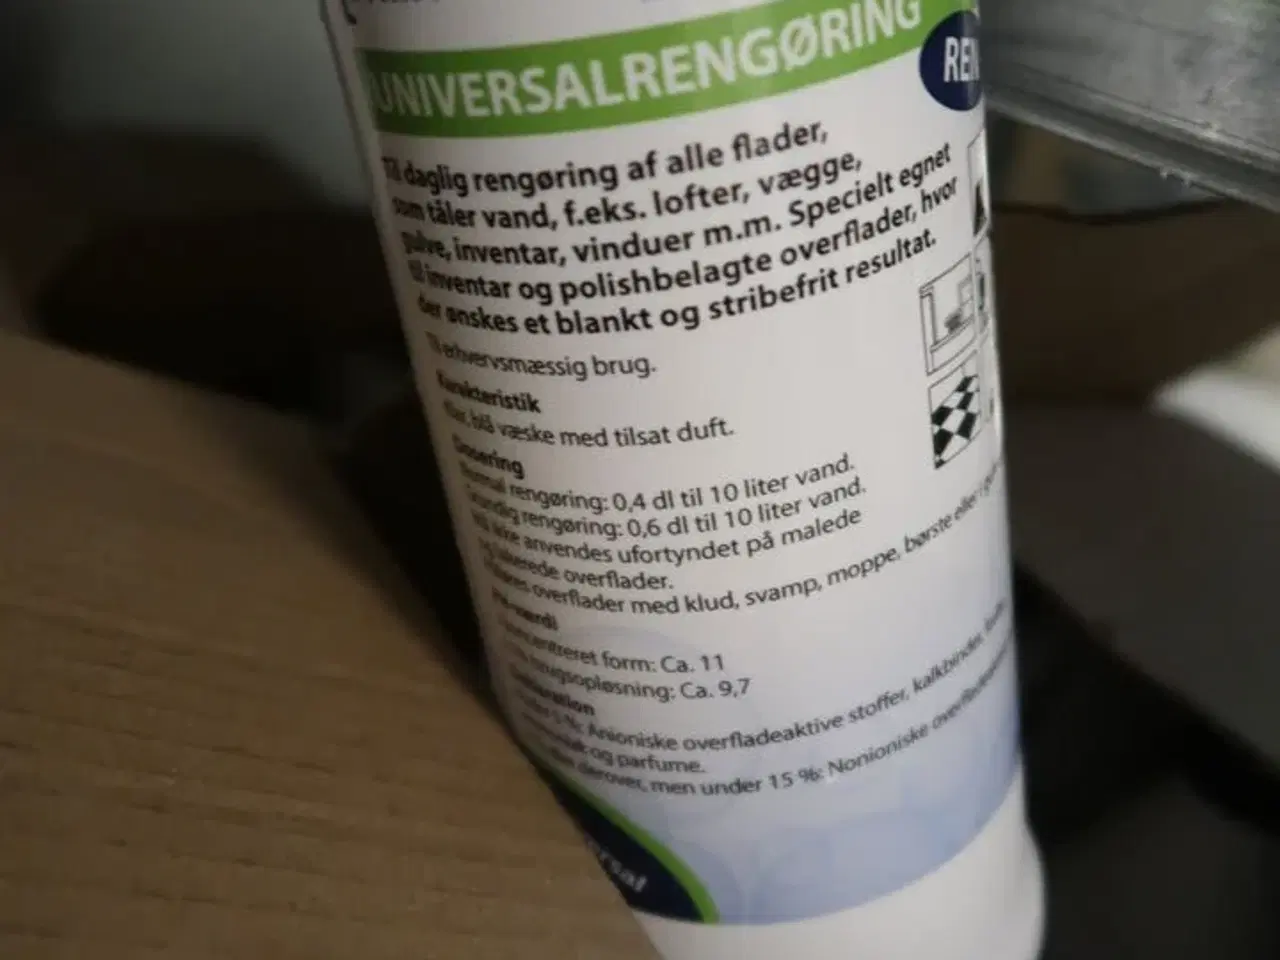 UNIVERSALRENGØRING
REN
Til daglig rengøring af alle flader,
som tåler vand, f.eks. lofter, vægge,
gulve, inventar, vinduer m.m. Specielt egnet
til inventar og polishbelagte overflader, hvor
der ønskes et blankt og stribefrit resultat.
Til erhvervsmæssig brug.
Karakteristik
Klar, blå væske med tilsat duft.
Dosering
Normal rengøring: 0,4 dl til 10 liter vand.
Grundig rengøring: 0,6 dl til 10 liter vand.
Må ikke anvendes ufortyndet på malede
og lakerede overflader.
overflader med klud, svamp, moppe, børste eller i
pH-værdi
koncentreret form: Ca. 11
brugsopløsning: Ca. 9,7
Deklaration
Under 5 %: Anioniske overfladeaktive stoffer, kalkbinder,
og parfume.
derover, men under 15 %: Nonioniske